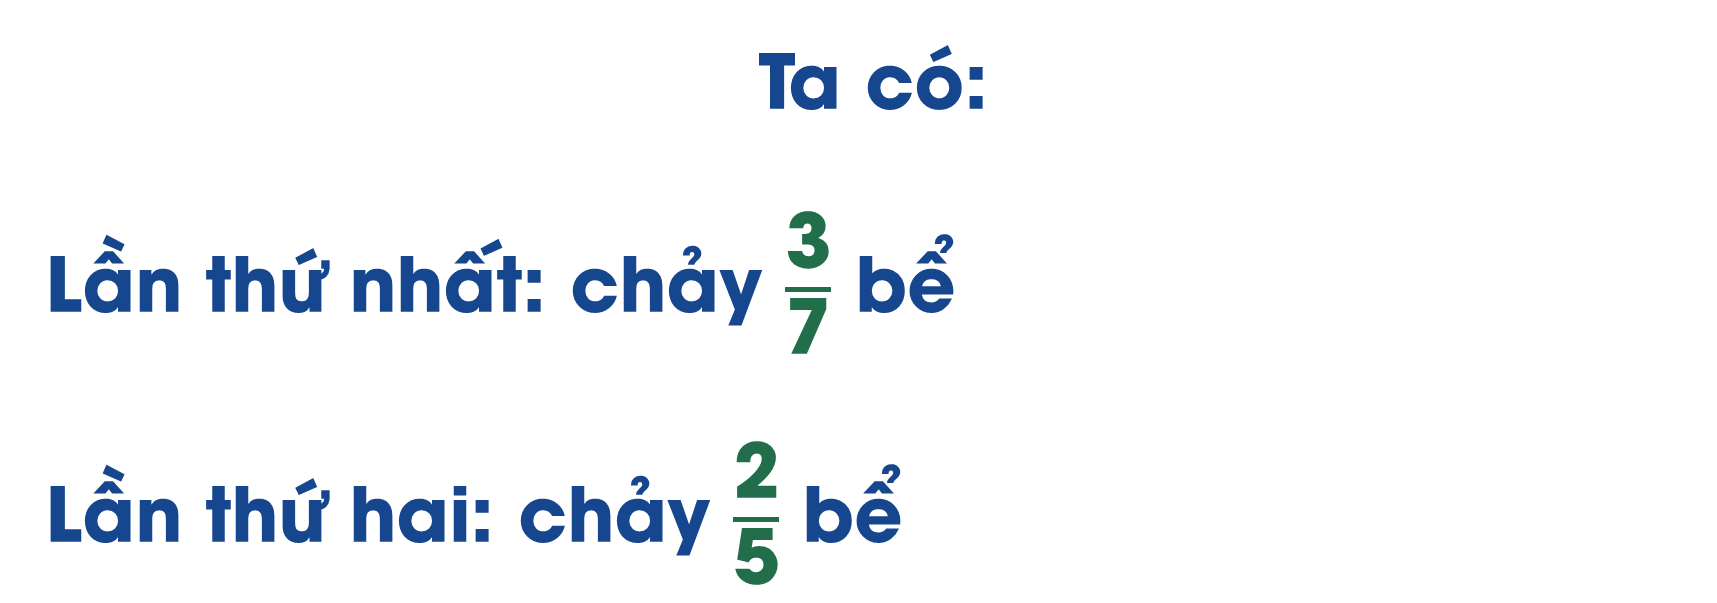 Ta có:
Lần thứ nhất: chảy 3/7 bể
Lần thứ hai: chảy 2/5 bể